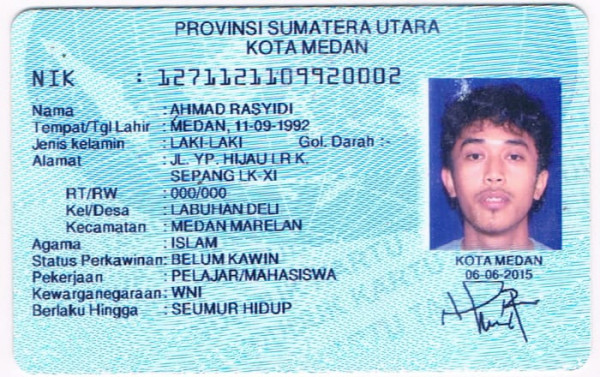 PROVINSI SUMATERA UTARA
KOTA MEDAN
NIK : 1271121109920002
Nama : AHMAD RASYIDI
Tempat/Tgl Lahir : MEDAN, 11-09-1992
Jenis kelamin : LAKI-LAKI Gol. Darah :-
Alamat : JL. YP. HIJAU LR K.
SEPANG LK-XI
RT/RW : 000/000
Kel/Desa : LABUHAN DELI
Kecamatan : MEDAN MARELAN
Agama : ISLAM
Status Perkawinan: BELUM KAWIN
Pekerjaan : PELAJAR/MAHASISWA
Kewarganegaraan: WNI
Berlaku Hingga : SEUMUR HIDUP
KOTA MEDAN
06-06-2015